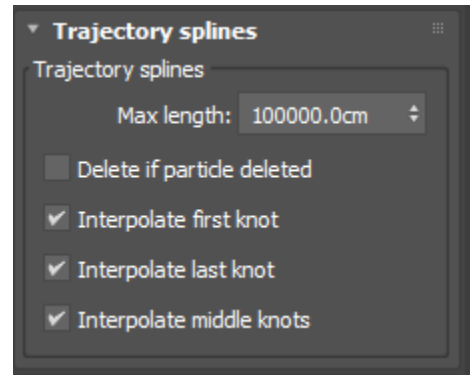 Trajectory splines
Trajectory splines
Max length: 100000.0cm
Delete if particle deleted
Interpolate first knot
Interpolate last knot
Interpolate middle knots